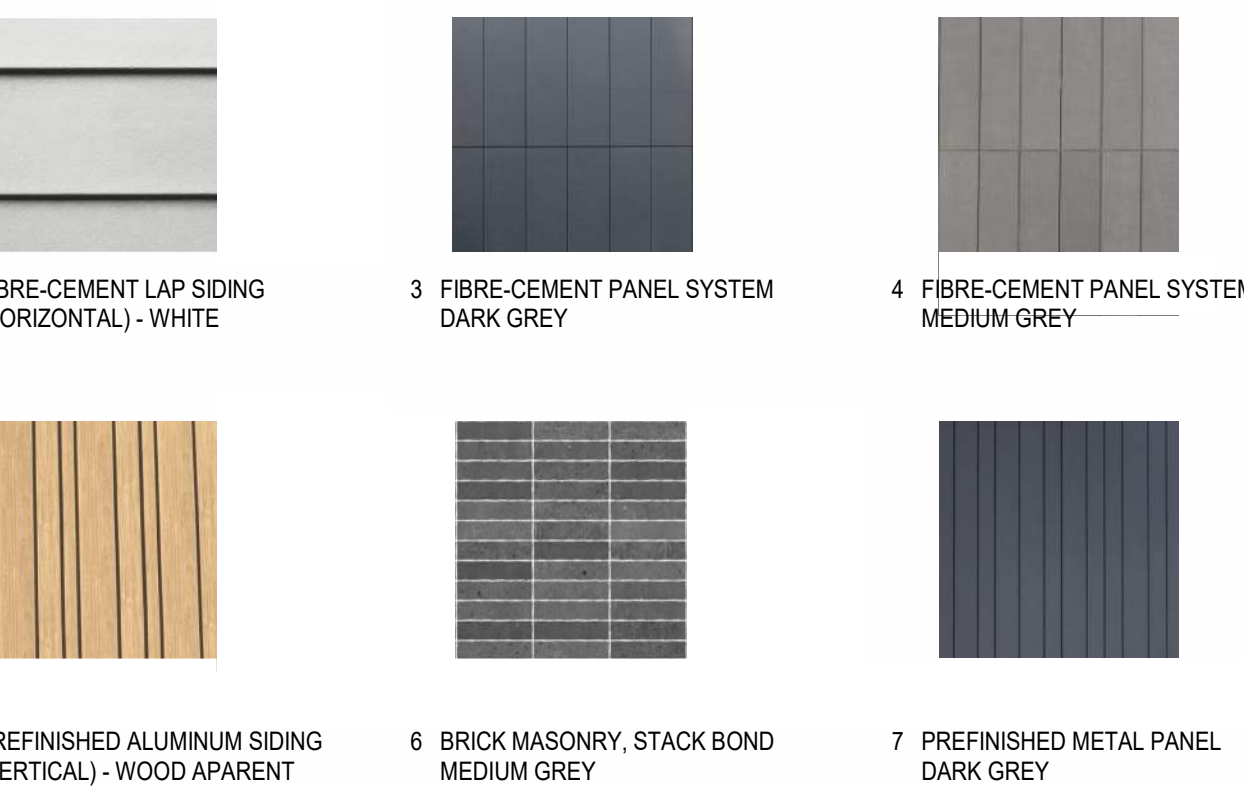 BRE-CEMENT LAP SIDING
ORIZONTAL) - WHITE
3 FIBRE-CEMENT PANEL SYSTEM
DARK GREY
4 FIBRE-CEMENT PANEL SYSTEM
MEDIUM GREY
REFINISHED ALUMINUM SIDING
ERTICAL) - WOOD APARENT
6 BRICK MASONRY, STACK BOND
MEDIUM GREY
7 PREFINISHED METAL PANEL
DARK GREY